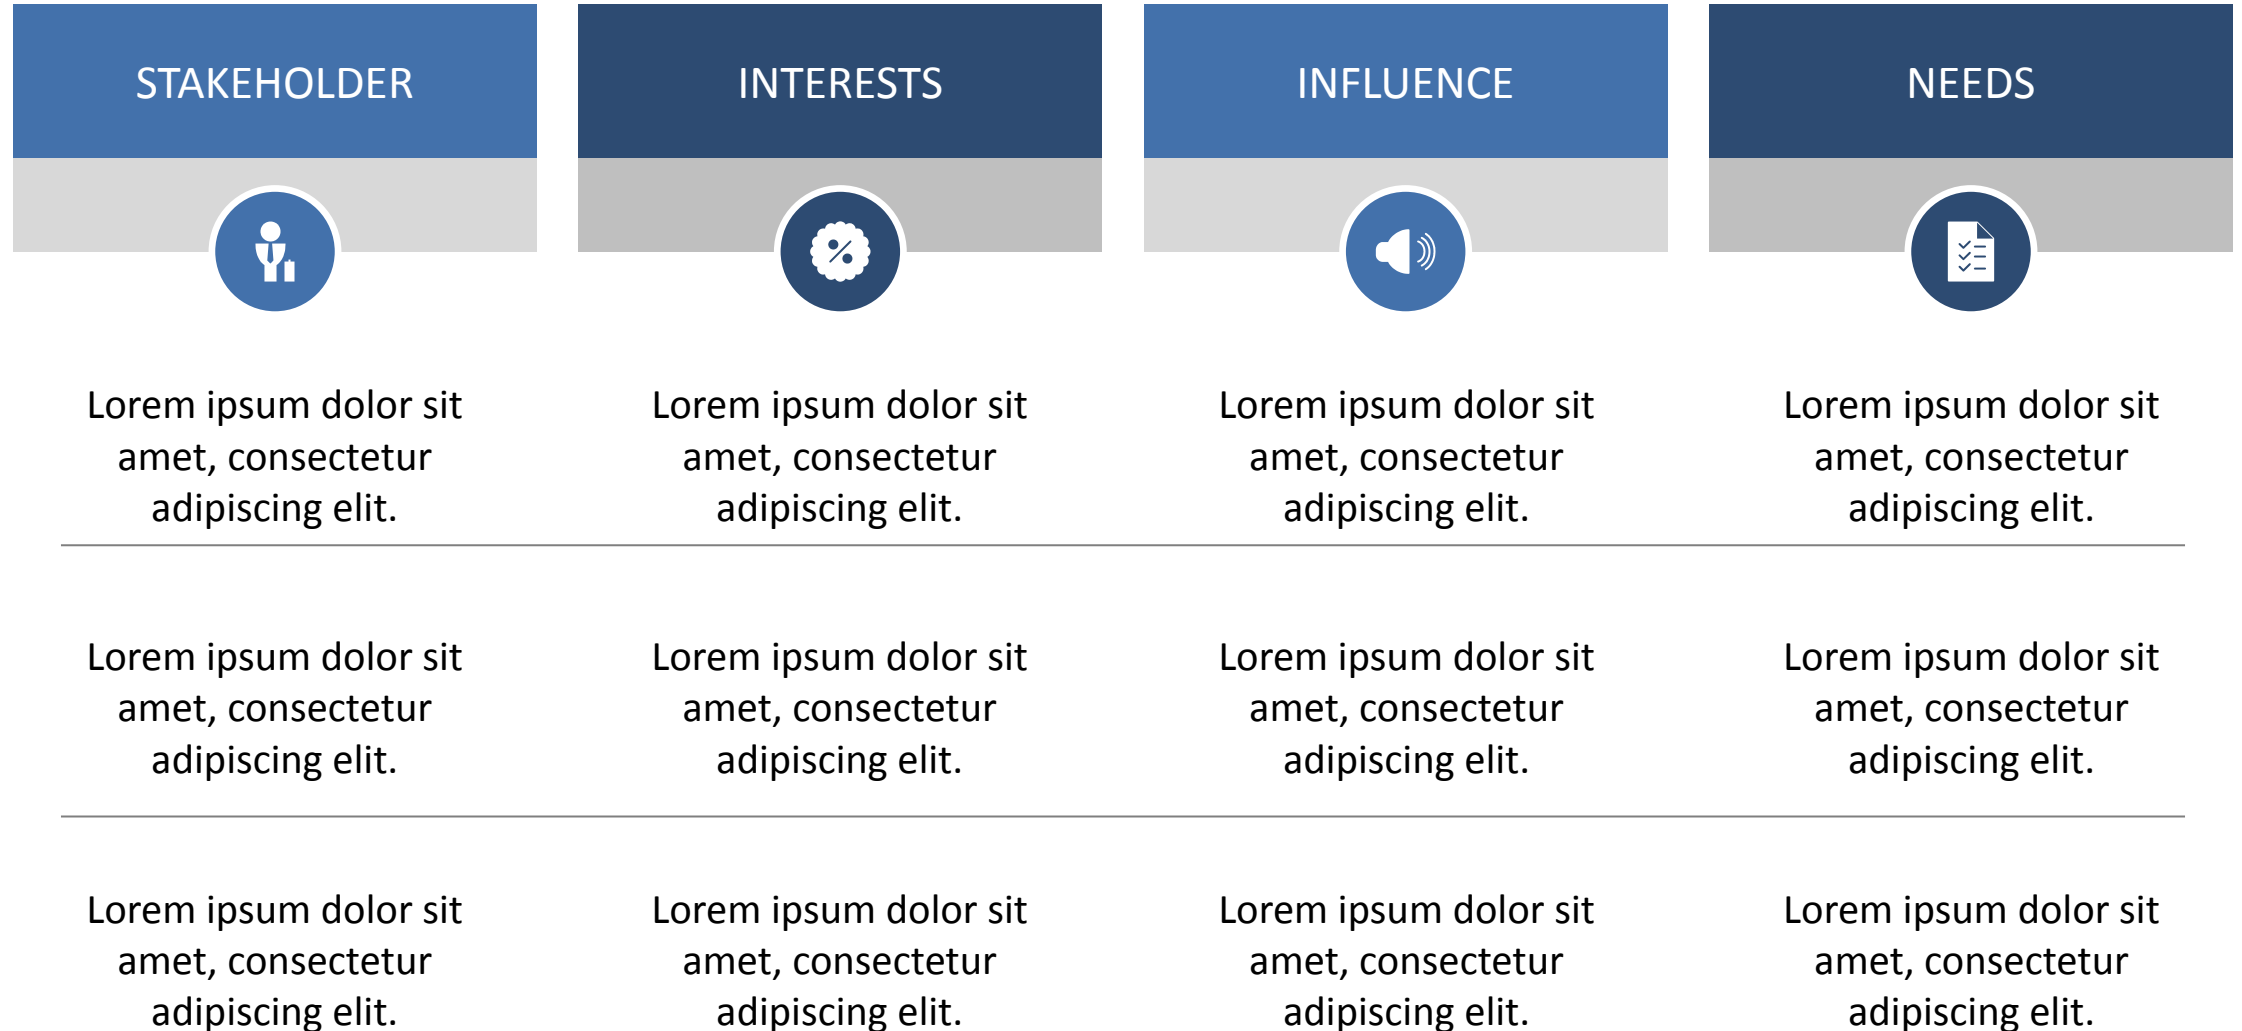 STAKEHOLDER
INTERESTS
INFLUENCE
NEEDS
%
Lorem ipsum dolor sit
amet, consectetur
adipiscing elit.
Lorem ipsum dolor sit
amet, consectetur
adipiscing elit.
Lorem ipsum dolor sit
amet, consectetur
adipiscing elit.
Lorem ipsum dolor sit
amet, consectetur
adipiscing elit.
Lorem ipsum dolor sit
amet, consectetur
adipiscing elit.
Lorem ipsum dolor sit
amet, consectetur
adipiscing elit.
Lorem ipsum dolor sit
amet, consectetur
adipiscing elit.
Lorem ipsum dolor sit
amet, consectetur
adipiscing elit.
Lorem ipsum dolor sit
amet, consectetur
adipiscing elit.
Lorem ipsum dolor sit
amet, consectetur
adipiscing elit.
Lorem ipsum dolor sit
amet, consectetur
adipiscing elit.
Lorem ipsum dolor sit
amet, consectetur
adipiscing elit.